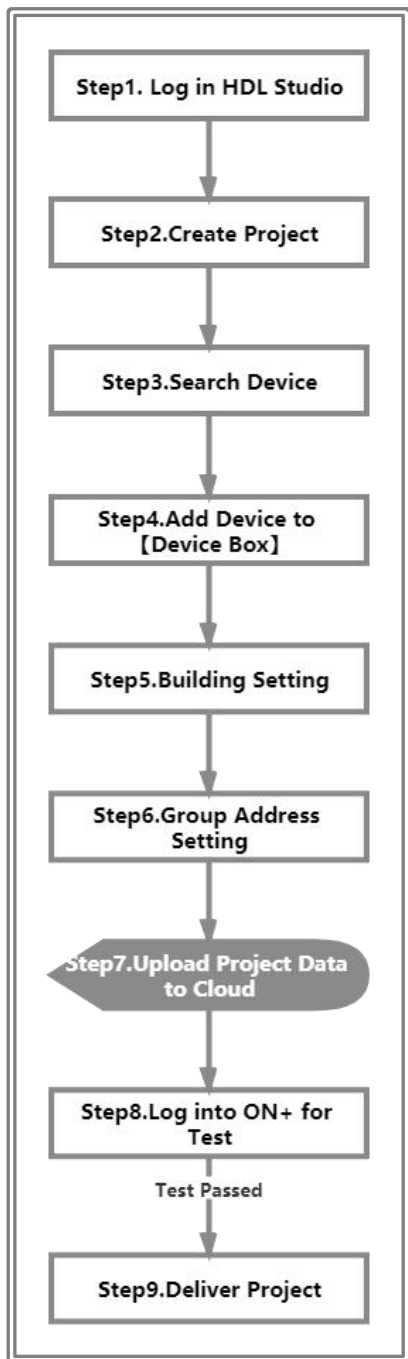 Step1. Log in HDL Studio
Step2.Create Project
Step3.Search Device
Step4.Add Device to
【Device Box】
Step5.Building Setting
Step6.Group Address
Setting
Step7.Upload Project Data
to Cloud
Step8.Log into ON+ for
Test
Test Passed
Step9.Deliver Project